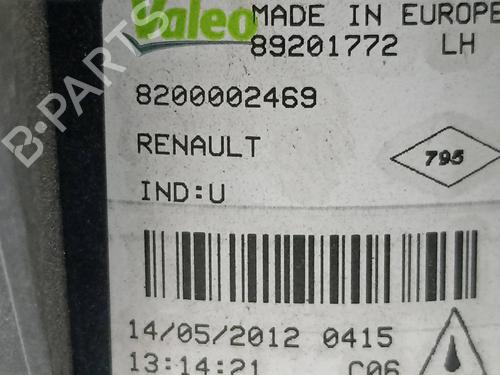 Valeo MADE IN EUROPE
89201772 LH
8200002469
RENAULT
795
IND:U
14/05/2012 0415
13:14:21 C06
B-PARTS